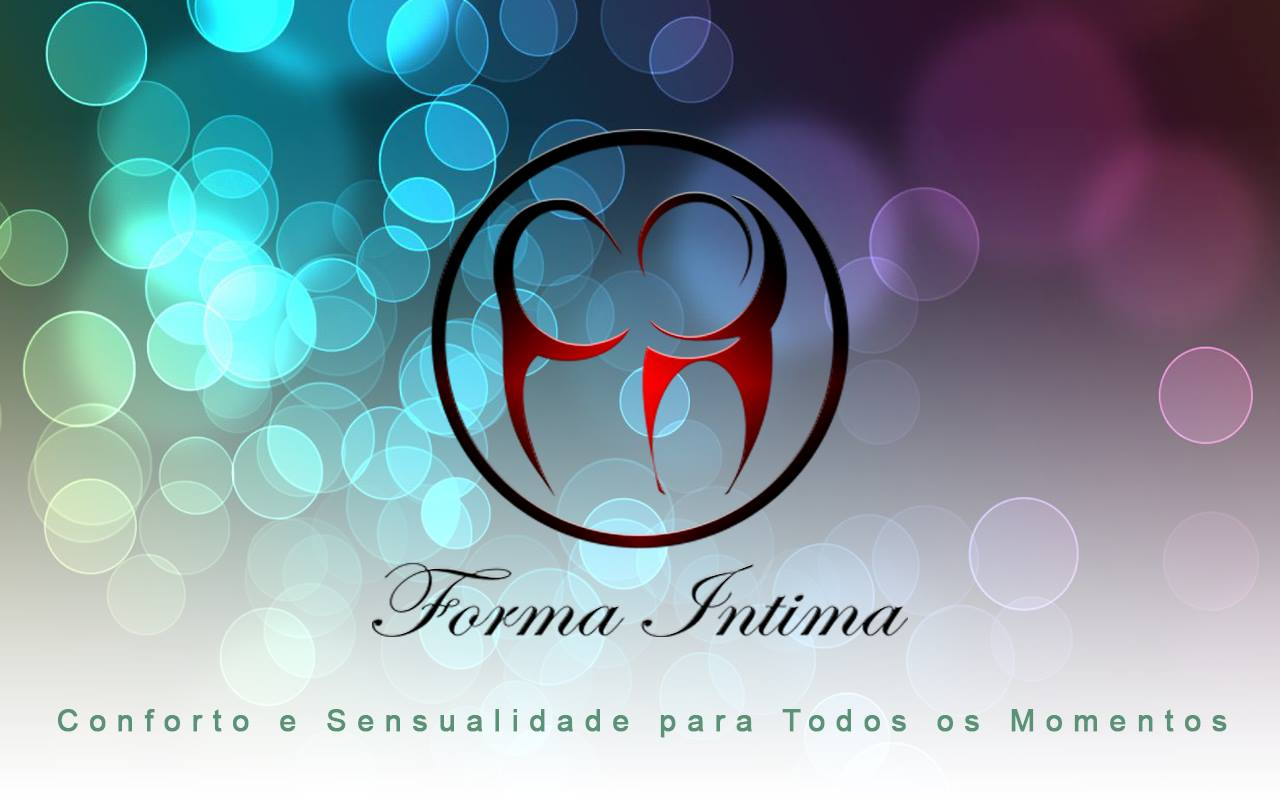 Forma Intima
Conforto e Sensualidade para Todos os Momentos